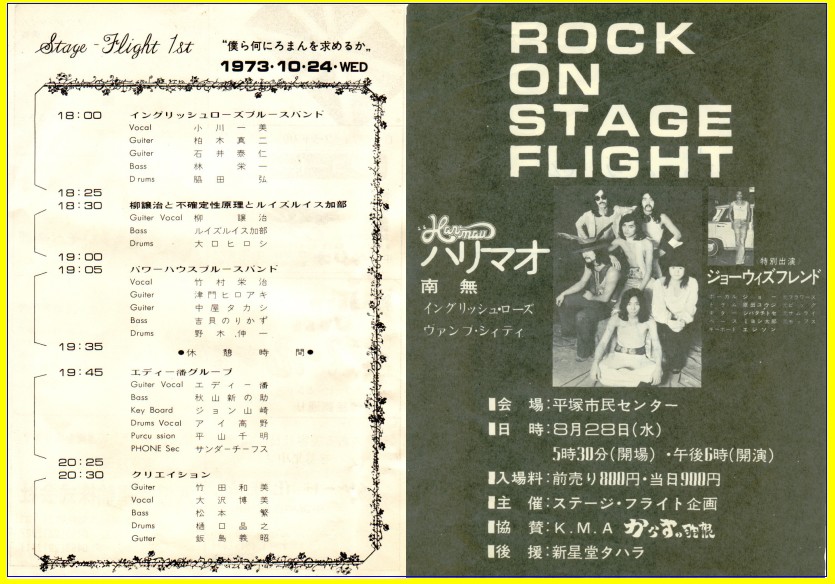 Stage-Flight 1st
“僕ら何にろまんを求めるか„
1973・10・24・WED
18:00 イングリッシュローズブルースバンド
Vocal 小川一美
Guiter 柏木真二
Guiter 石井泰仁
Bass 林栄一
Drums 脇田弘
18:25
18:30 柳譲治と不確定性原理とルイズルイス加部
Guiter Vocal 柳譲治
Bass ルイズルイス加部
Drums 大口ヒロシ
19:00
19:05 パワーハウスブルースバンド
Vocal 竹村栄治
Guiter 津門ヒロアキ
Guiter 中屋タカシ
Bass 吉貝のりかず
Drums 野木伸一
19:35
●休憩時間●
19:45 エディー潘グループ
Guiter Vocal エディー潘
Bass 秋山新の助
Key Board ジョン山崎
Drums Vocal アイ高野
Purcu ssion 平山千明
PHONE Sec サンダーチーフス
20:25
20:30 クリエイション
Guiter 竹田和美
Vocal 大沢博美
Bass 松本繁
Drums 樋口晶之
Gutter 飯島義昭
ROCK
ON
STAGE
FLIGHT
“Harimau
ハリマオ
南無
イングリッシュ・ローズ
ヴァンプ・シィティ
特別出演
ジョーウィズフレンド
会場:平塚市民センター
日時:8月28日(水)
5時30分(開場)・午後6時(開演)
入場料:前売り800円・当日900円
主催:ステージ・フライト企画
協賛:K.M.A からすの
後援:新星堂タハラ